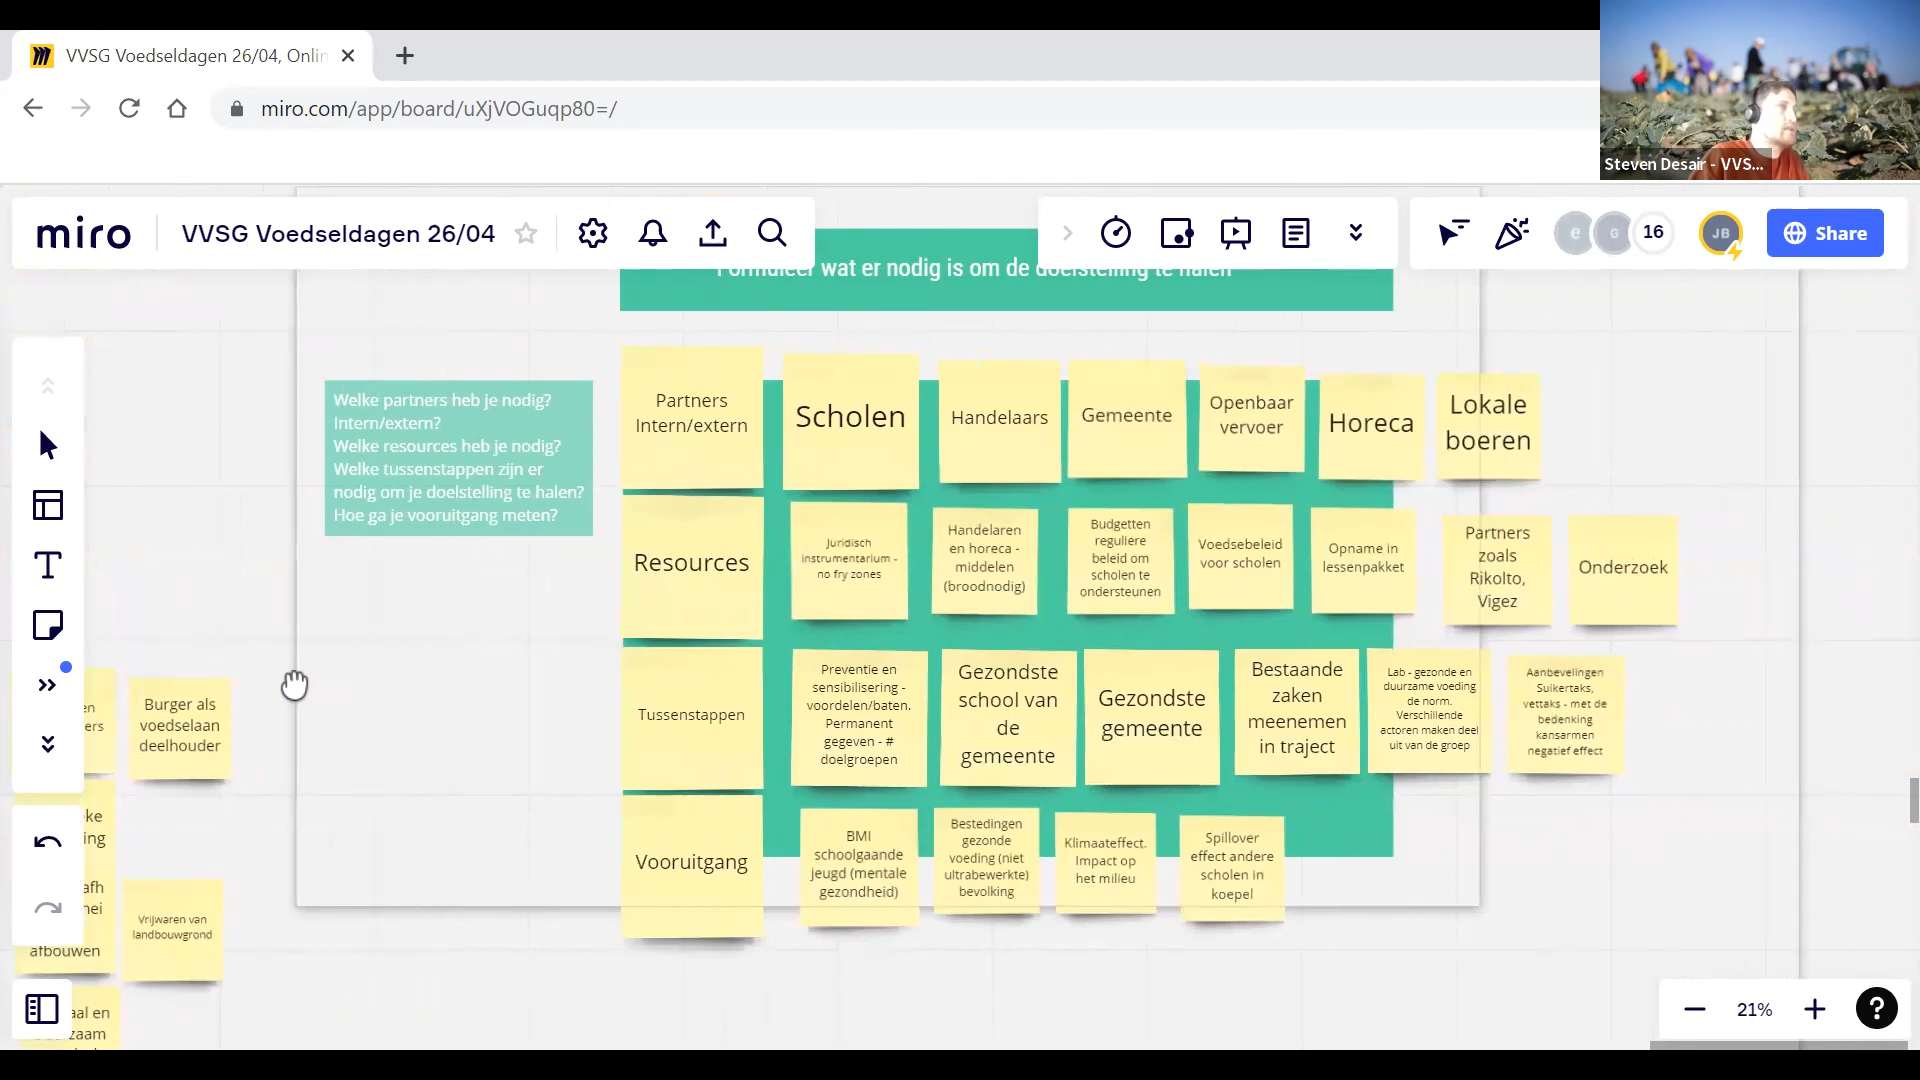 VVSG Voedseldagen 26/04, Onlin
miro.com/app/board/uXjVOGuqp80=/
Steven Desair - VVS...
miro
VVSG Voedseldagen 26/04
e
G
16
JB
Share
Formuleer wat er nodig is om de doelstelling te halen
Welke partners heb je nodig?
Intern/extern?
Welke resources heb je nodig?
Welke tussenstappen zijn er
nodig om je doelstelling te halen?
Hoe ga je vooruitgang meten?
Partners
Intern/extern
Scholen
Handelaars
Gemeente
Openbaar
vervoer
Horeca
Lokale
boeren
Resources
Juridisch
instrumentarium -
no fry zones
Handelaren
en horeca -
middelen
(broodnodig)
Budgetten
reguliere
beleid om
scholen te
ondersteunen
Voedsebeleid
voor scholen
Opname in
lessenpakket
Partners
zoals
Rikolto,
Vigez
Onderzoek
Tussenstappen
Preventie en
sensibilisering -
voordelen/baten.
Permanent
gegeven - #
doelgroepen
Gezondste
school van
de
gemeente
Gezondste
gemeente
Bestaande
zaken
meenemen
in traject
Lab - gezonde en
duurzame voeding
de norm.
Verschillende
actoren maken deel
uit van de groep
Aanbevelingen
Suikertaks,
vettaks - met de
bedenking
kansarmen
negatief effect
Vooruitgang
BMI
schoolgaande
jeugd (mentale
gezondheid)
Bestedingen
gezonde
voeding (niet
ultrabewerkte)
bevolking
Klimaateffect.
Impact op
het milieu
Spillover
effect andere
scholen in
koepel
en
ers
Burger als
voedselaan
deelhouder
ke
ing
afh
nei
afbouwen
Vrijwaren van
landbouwgrond
aal en
rzaam
21%
?